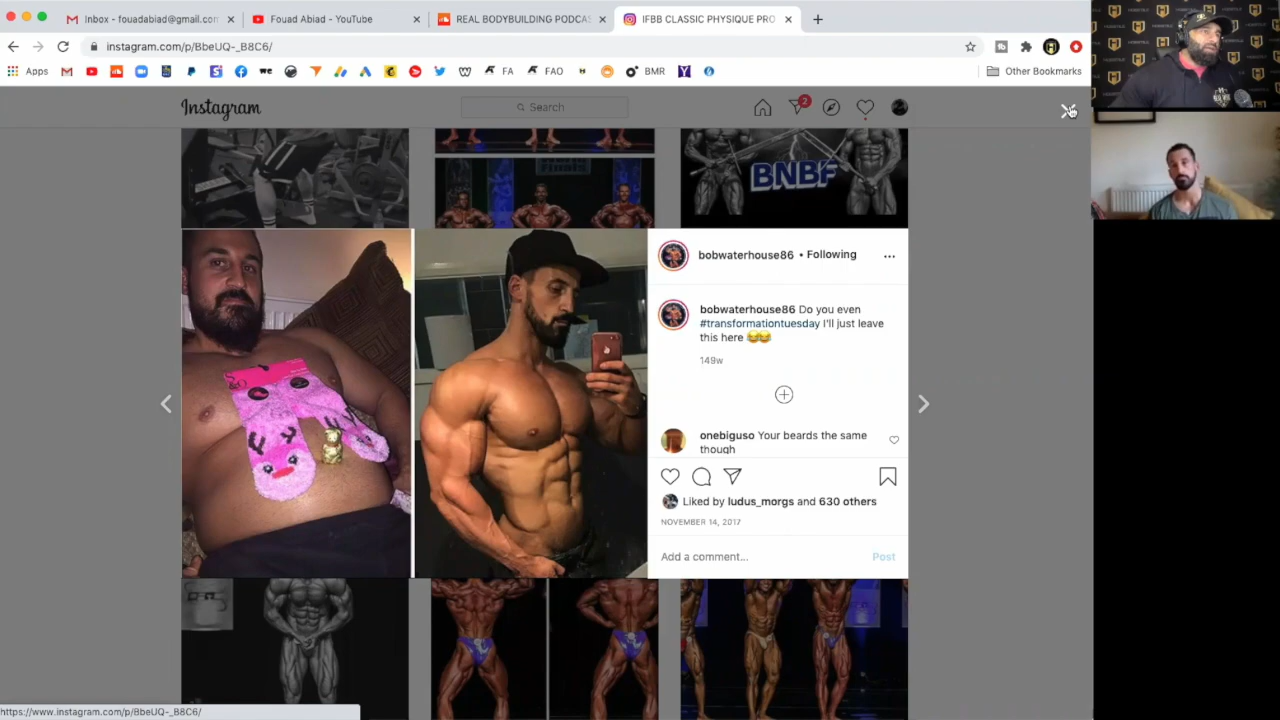 Inbox - fouadabiad@gmail.com
Fouad Abiad - YouTube
REAL BODYBUILDING PODCAS
IFBB CLASSIC PHYSIQUE PRO
instagram.com/p/BbeUQ-_B8C6/
Apps
FA
FAO
BMR
Other Bookmarks
Instagram
Search
2
BNBF
bobwaterhouse86 • Following
bobwaterhouse86 Do you even
#transformationtuesday I'll just leave
this here 😂😂
149w
onebiguso Your beards the same
though
Liked by ludus_morgs and 630 others
NOVEMBER 14, 2017
Add a comment...
Post
https://www.instagram.com/p/BbeUQ-_B8C6/